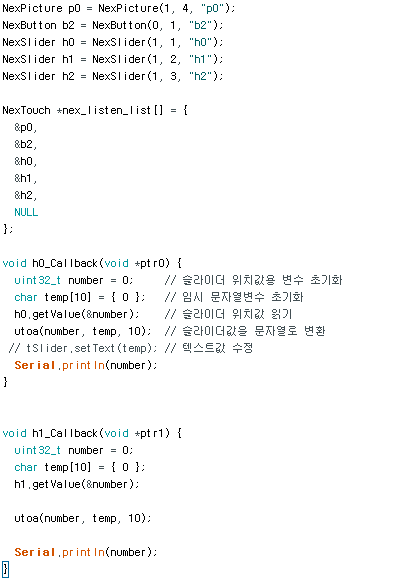 NexPicture p0 = NexPicture(1, 4, "p0");
NexButton b2 = NexButton(0, 1, "b2");
NexSlider h0 = NexSlider(1, 1, "h0");
NexSlider h1 = NexSlider(1, 2, "h1");
NexSlider h2 = NexSlider(1, 3, "h2");
NexTouch *nex_listen_list[] = {
&p0,
&b2,
&h0,
&h1,
&h2,
NULL
};
void h0_Callback(void *ptr0) {
uint32_t number = 0; // 슬라이더 위치값용 변수 초기화
char temp[10] = { 0 }; // 임시 문자열변수 초기화
h0.getValue(&number); // 슬라이더 위치값 읽기
utoa(number, temp, 10); // 슬라이더값을 문자열로 변환
// tSlider.setText(temp); // 텍스트값 수정
Serial.println(number);
}
void h1_Callback(void *ptr1) {
uint32_t number = 0;
char temp[10] = { 0 };
h1.getValue(&number);
utoa(number, temp, 10);
Serial.println(number);
}